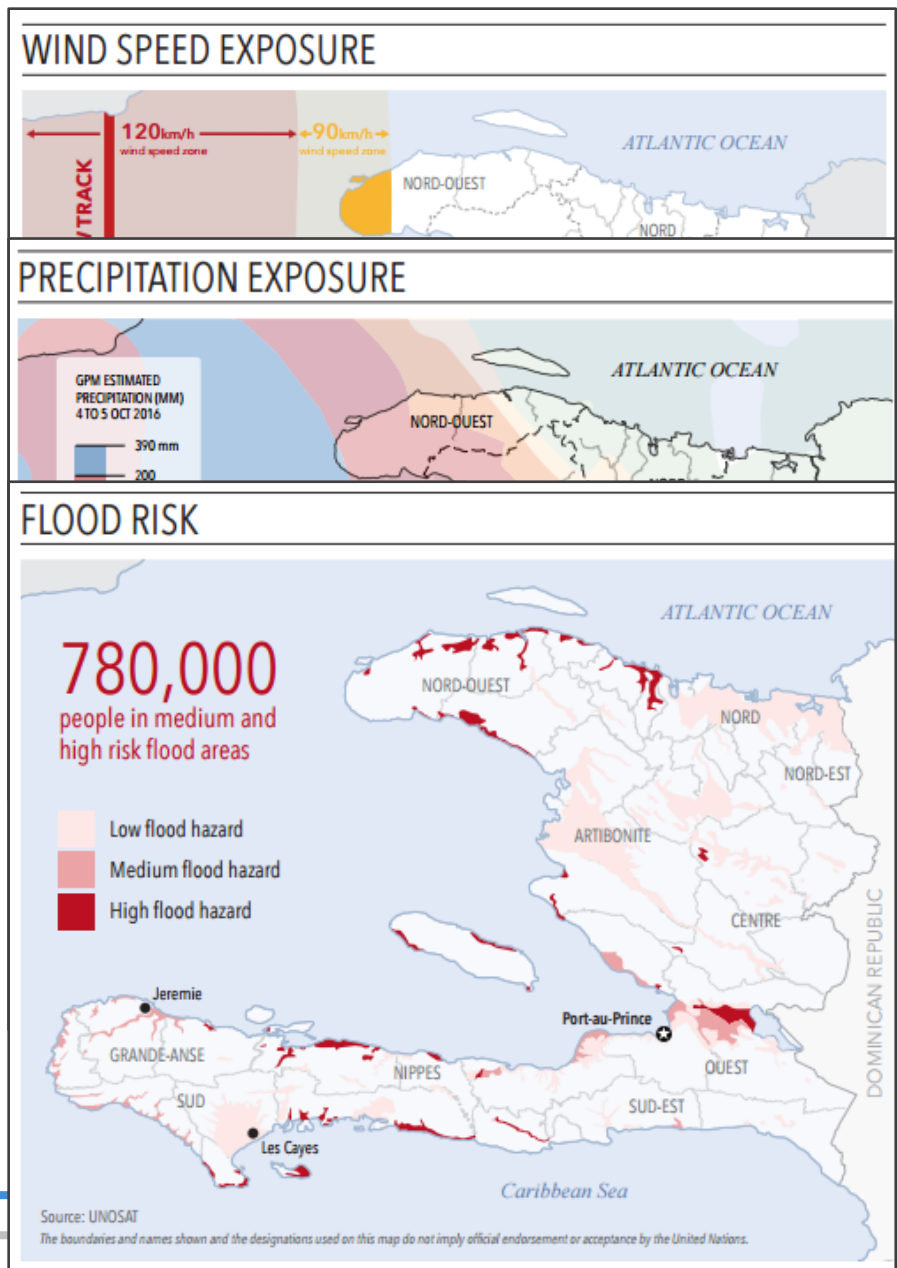 WIND SPEED EXPOSURE
120km/h
wind speed zone
90km/h
wind speed zone
ATLANTIC OCEAN
TRACK
NORD-OUEST
NORD
PRECIPITATION EXPOSURE
GPM ESTIMATED
PRECIPITATION (MM)
4 TO 5 OCT 2016
390 mm
200
ATLANTIC OCEAN
NORD-OUEST
FLOOD RISK
ATLANTIC OCEAN
780,000
people in medium and
high risk flood areas
NORD-OUEST
NORD
NORD-EST
Low flood hazard
Medium flood hazard
High flood hazard
ARTIBONITE
CENTRE
DOMINICAN REPUBLIC
Jeremie
Port-au-Prince
GRANDE-ANSE
NIPPES
OUEST
SUD
SUD-EST
Les Cayes
Caribbean Sea
Source: UNOSAT
The boundaries and names shown and the designations used on this map do not imply official endorsement or acceptance by the United Nations.